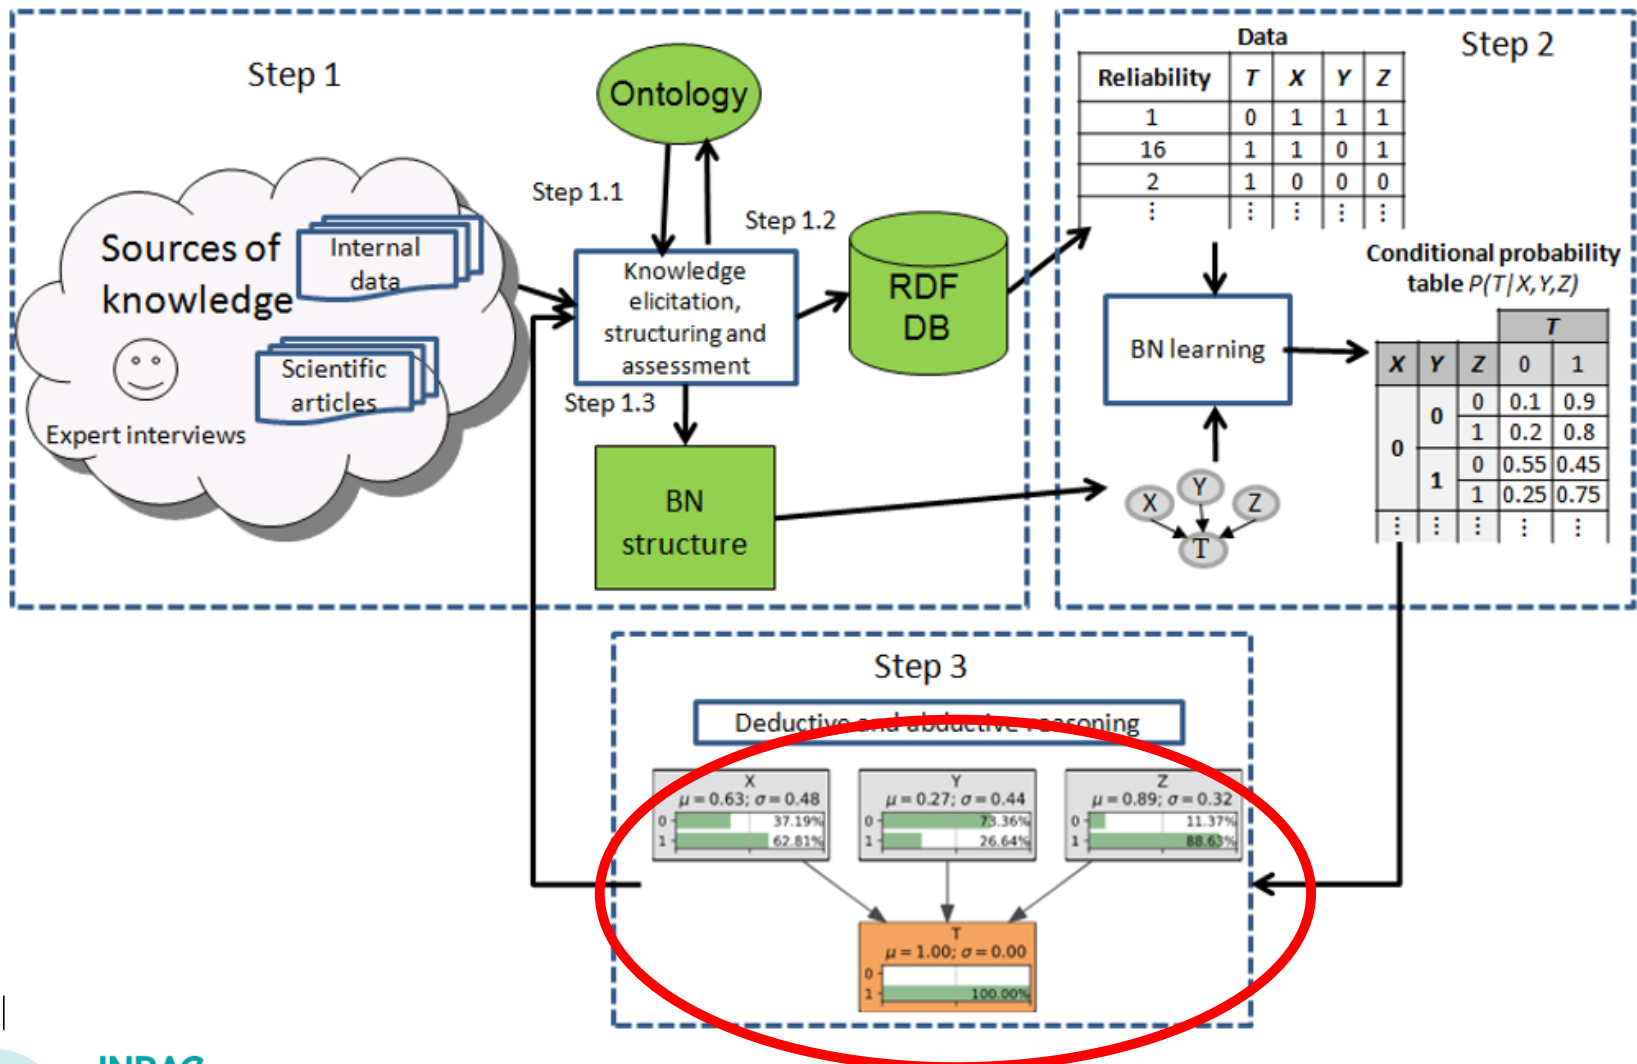 Step 1
Ontology
Step 1.1
Step 1.2
Sources of
knowledge
Internal
data
Scientific
articles
Expert interviews
Knowledge
elicitation,
structuring and
assessment
RDF
DB
Step 1.3
BN
structure
Step 2
Data
Reliability T X Y Z
1 0 1 1 1
16 1 1 0 1
2 1 0 0 0
⋮ ⋮ ⋮ ⋮ ⋮
BN learning
X Y Z
T
Conditional probability
table P(T|X,Y,Z)
T
X Y Z 0 1
0 0 0 0.1 0.9
1 0.2 0.8
1 0 0.55 0.45
1 0.25 0.75
⋮ ⋮ ⋮ ⋮ ⋮
Step 3
Deductive and abductive reasoning
X
μ = 0.63; σ = 0.48
0 37.19%
1 62.81%
Y
μ = 0.27; σ = 0.44
0 73.36%
1 26.64%
Z
μ = 0.89; σ = 0.32
0 11.37%
1 88.63%
T
μ = 1.00; σ = 0.00
0
1 100.00%